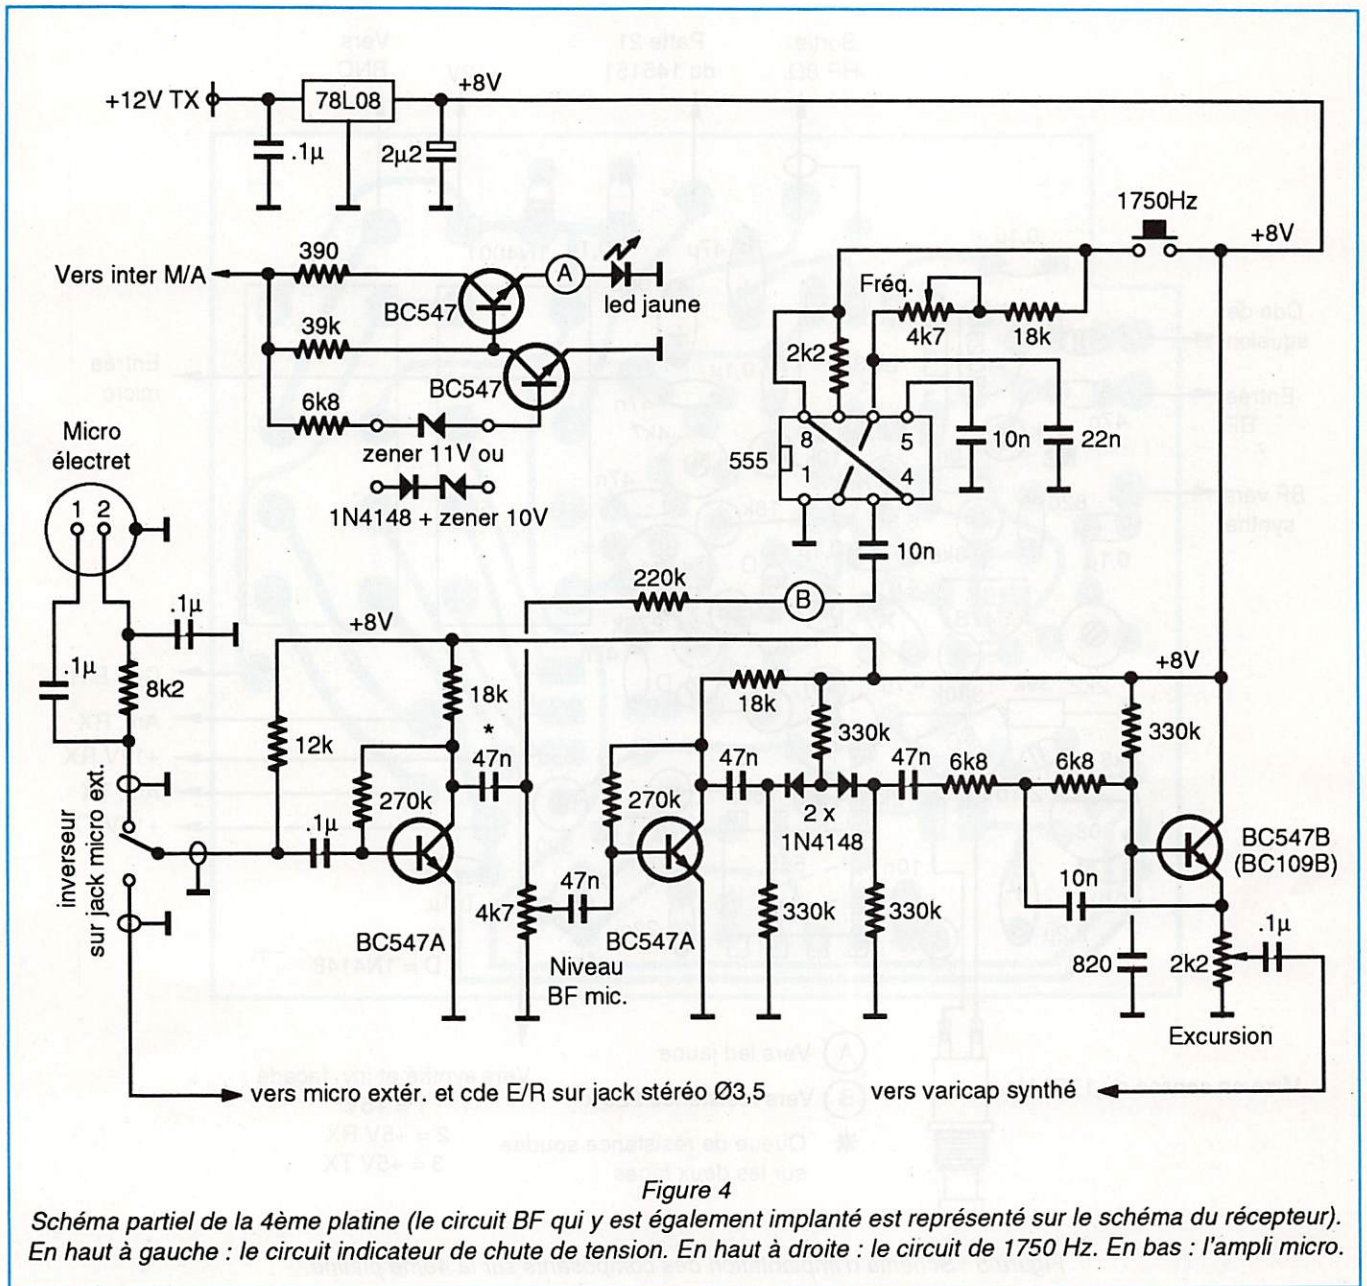 +12V TX
78L08
+8V
.1µ
2µ2
1750Hz
+8V
390
Vers inter M/A
A
led jaune
BC547
Fréq.
4k7
18k
39k
2k2
BC547
6k8
zener 11V ou
8
5
555
1
4
10n
22n
1N4148 + zener 10V
Micro
électret
1 2
10n
220k
B
.1µ
+8V
.1µ
8k2
18k
*
12k
47n
270k
inverseur
sur jack micro ext.
.1µ
BC547A
4k7
47n
Niveau
BF mic.
18k
330k
+8V
330k
270k
47n
47n
6k8
6k8
2 x
1N4148
BC547A
330k
330k
10n
BC547B
(BC109B)
.1µ
820
2k2
Excursion
vers micro extér. et cde E/R sur jack stéréo Ø3,5
vers varicap synthé
Figure 4
Schéma partiel de la 4ème platine (le circuit BF qui y est également implanté est représenté sur le schéma du récepteur).
En haut à gauche : le circuit indicateur de chute de tension. En haut à droite : le circuit de 1750 Hz. En bas : l'ampli micro.